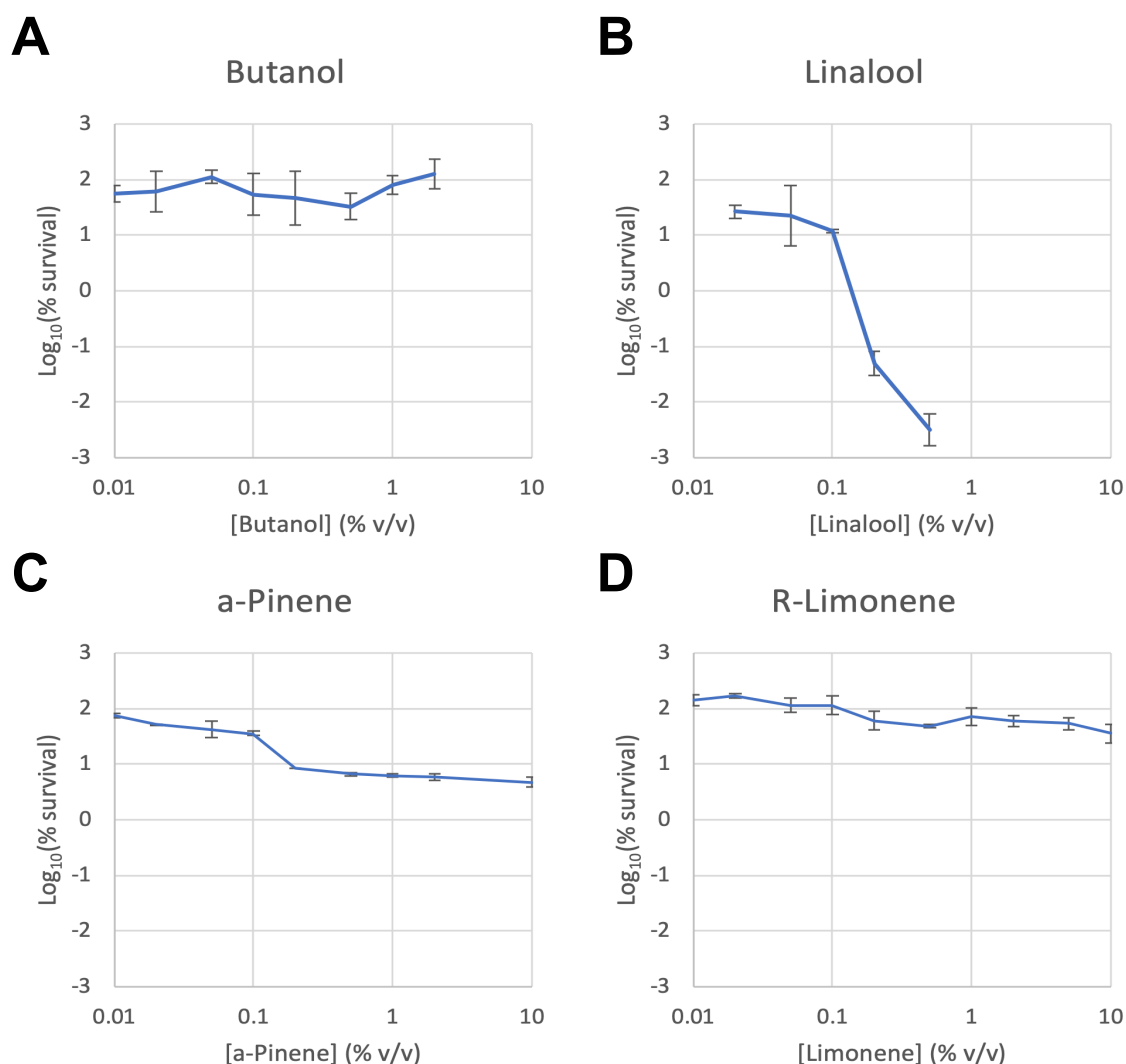 A
Butanol
3
2
1
0
-1
-2
-3
Log10(% survival)
0.01 0.1 1 10
[Butanol] (% v/v)
B
Linalool
3
2
1
0
-1
-2
-3
Log10(% survival)
0.01 0.1 1 10
[Linalool] (% v/v)
C
a-Pinene
3
2
1
0
-1
-2
-3
Log10(% survival)
0.01 0.1 1 10
[a-Pinene] (% v/v)
D
R-Limonene
3
2
1
0
-1
-2
-3
Log10(% survival)
0.01 0.1 1 10
[Limonene] (% v/v)